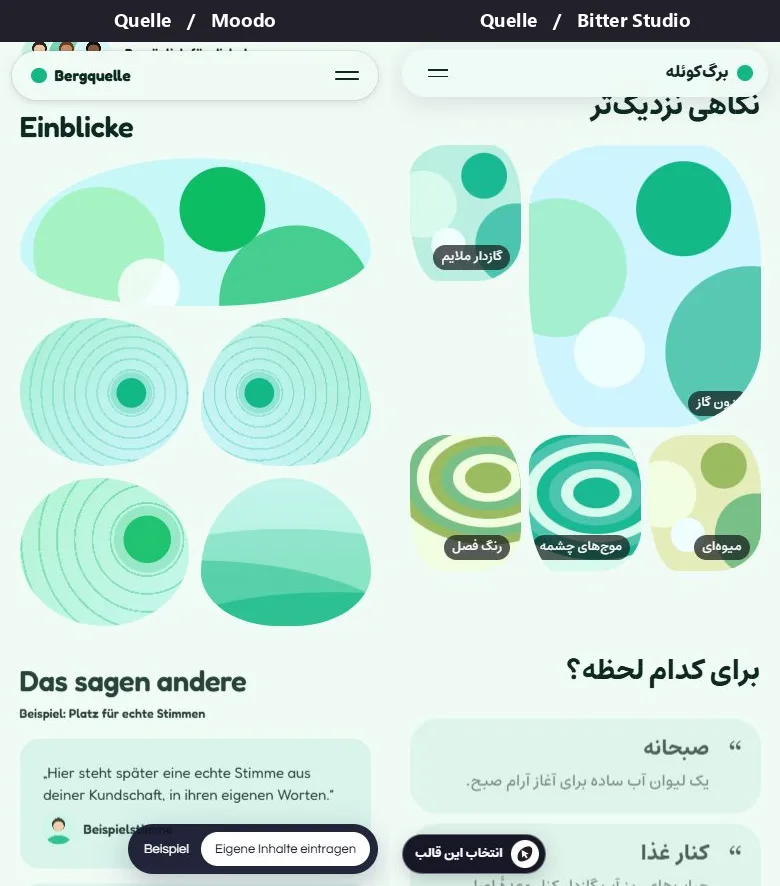 Quelle / Moodo
Bergquelle
Einblicke
Das sagen andere
Beispiel: Platz für echte Stimmen
„Hier steht später eine echte Stimme aus
deiner Kundschaft, in ihren eigenen Worten.“
Beispiel
Eigene Inhalte eintragen
Quelle / Bitter Studio
برگ‌کوئله
نگاهی نزدیک‌تر
گازدار ملایم
بدون گاز
رنگ فصل
موج‌های چشمه
میوه‌ای
برای کدام لحظه؟
“ صبحانه
یک لیوان آب ساده برای آغاز آرام صبح.
“ کنار غذا
انتخاب این قالب